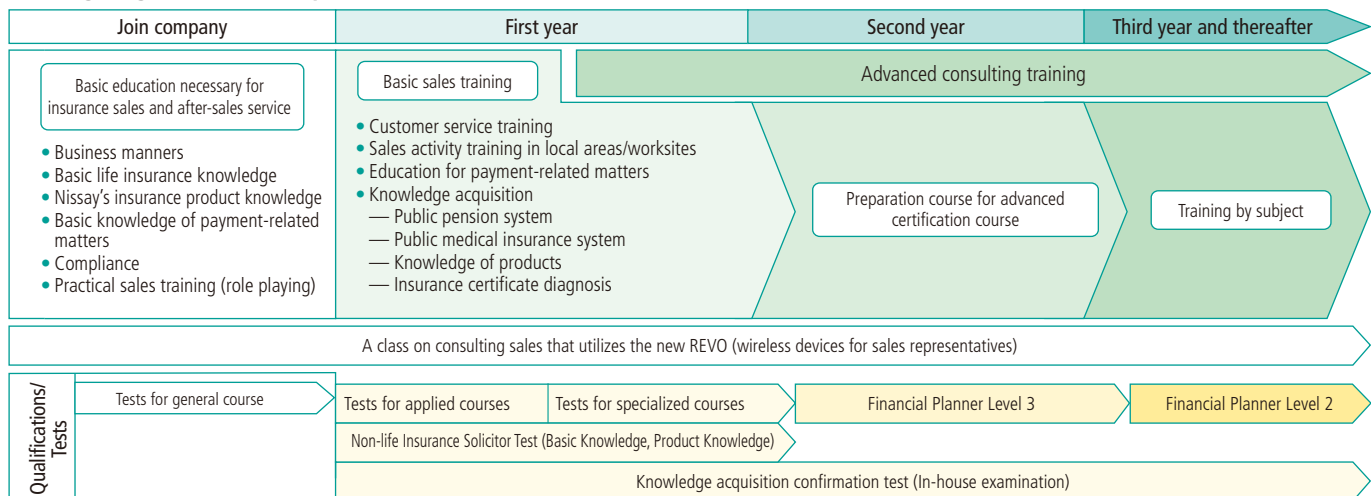 Join company
First year
Second year
Third year and thereafter
Basic education necessary for
insurance sales and after-sales service
• Business manners
• Basic life insurance knowledge
• Nissay's insurance product knowledge
• Basic knowledge of payment-related
matters
• Compliance
• Practical sales training (role playing)
Basic sales training
• Customer service training
• Sales activity training in local areas/worksites
• Education for payment-related matters
• Knowledge acquisition
— Public pension system
— Public medical insurance system
— Knowledge of products
— Insurance certificate diagnosis
Advanced consulting training
Preparation course for advanced
certification course
Training by subject
A class on consulting sales that utilizes the new REVO (wireless devices for sales representatives)
Qualifications/
Tests
Tests for general course
Tests for applied courses
Tests for specialized courses
Financial Planner Level 3
Financial Planner Level 2
Non-life Insurance Solicitor Test (Basic Knowledge, Product Knowledge)
Knowledge acquisition confirmation test (In-house examination)